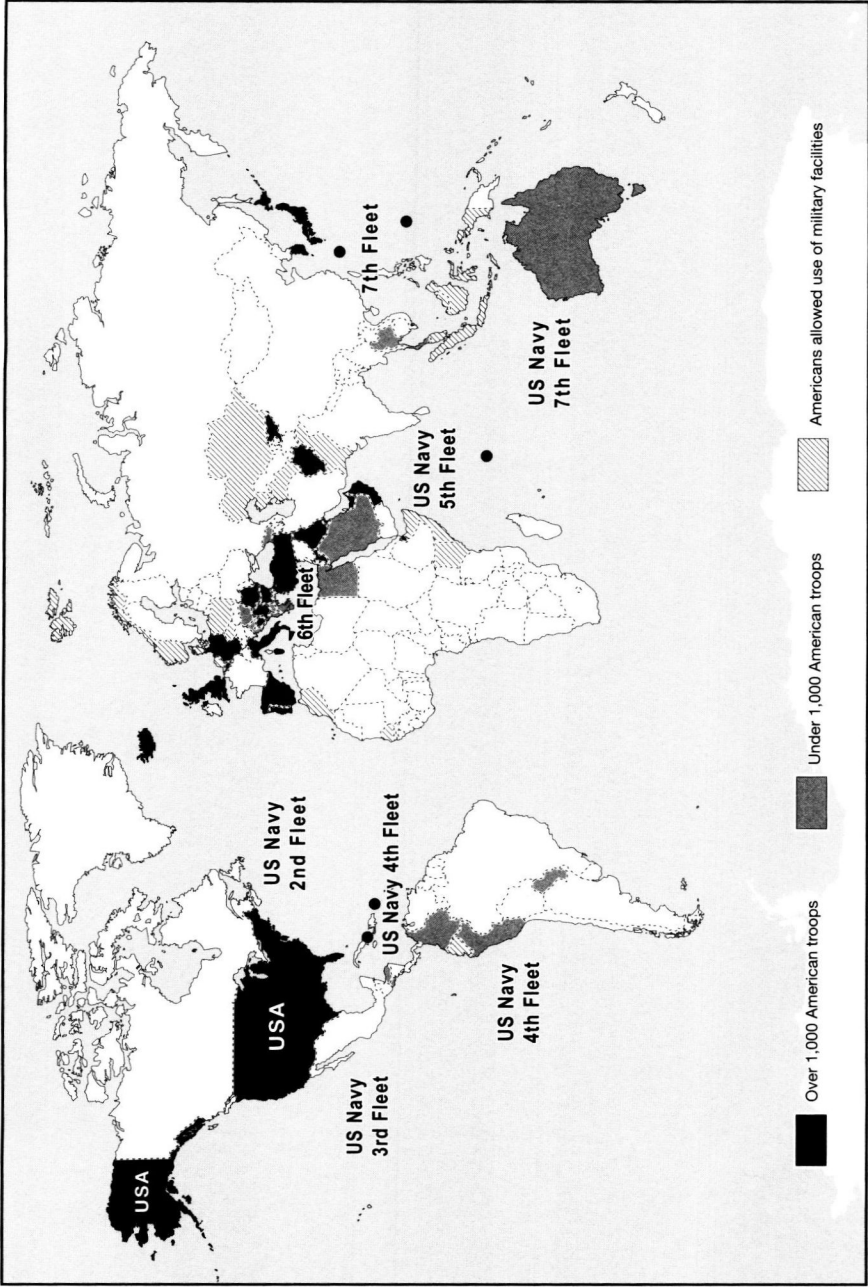 USA
USA
US Navy
2nd Fleet
US Navy
3rd Fleet
US Navy 4th Fleet
US Navy
4th Fleet
6th Fleet
US Navy
5th Fleet
7th Fleet
US Navy
7th Fleet
Over 1,000 American troops
Under 1,000 American troops
Americans allowed use of military facilities